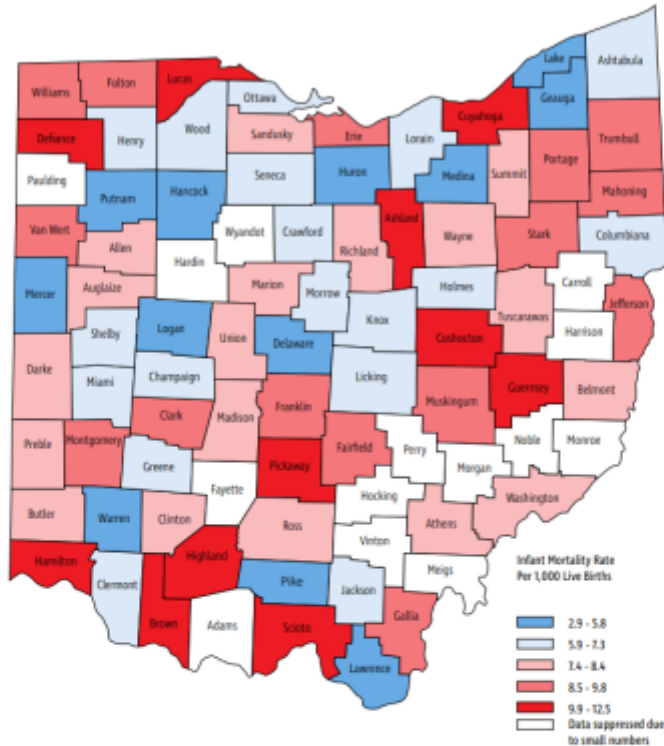 Lake
Ashtabula
Lucas
Williams
Fulton
Ottawa
Geauga
Cuyahoga
Wood
Sandusky
Erie
Lorain
Trumbull
Defiance
Henry
Portage
Summit
Paulding
Seneca
Huron
Medina
Putnam
Hancock
Mahoning
Ashland
Van Wert
Wyandot
Crawford
Wayne
Stark
Columbiana
Allen
Richland
Hardin
Carroll
Mercer
Auglaize
Marion
Morrow
Holmes
Jefferson
Tuscarawas
Knox
Shelby
Logan
Union
Coshocton
Harrison
Delaware
Darke
Champaign
Licking
Miami
Guernsey
Belmont
Franklin
Muskingum
Clark
Madison
Preble
Montgomery
Fairfield
Noble
Monroe
Perry
Greene
Pickaway
Morgan
Fayette
Hocking
Washington
Butler
Warren
Clinton
Ross
Athens
Vinton
Hamilton
Highland
Meigs
Clermont
Pike
Jackson
Gallia
Brown
Adams
Scioto
Lawrence
Infant Mortality Rate
Per 1,000 Live Births
2.9 - 5.8
5.9 - 7.3
7.4 - 8.4
8.5 - 9.8
9.9 - 12.5
Data suppressed due
to small numbers